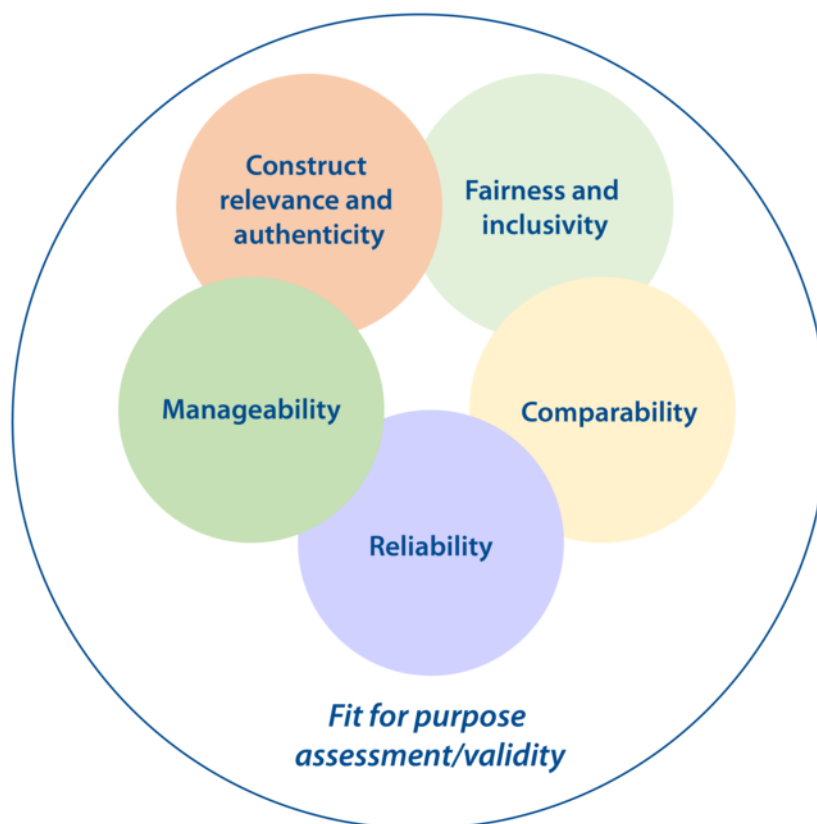 Construct
relevance and
authenticity
Fairness and
inclusivity
Manageability
Comparability
Reliability
Fit for purpose
assessment/validity